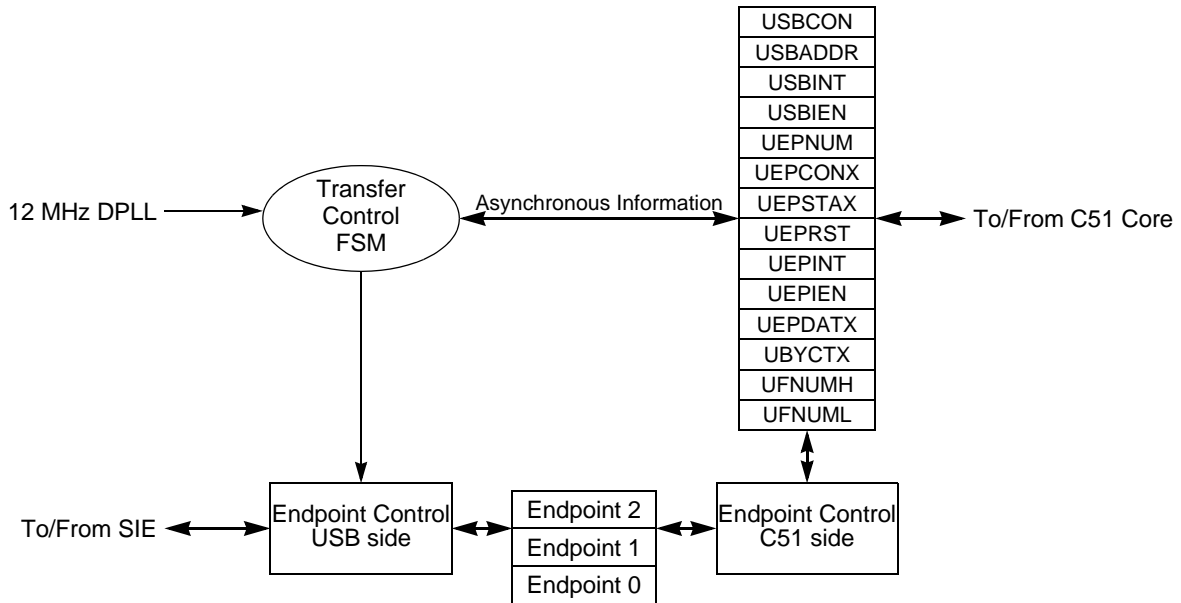 USBCON
USBADDR
USBINT
USBIEN
UEPNUM
UEPCONX
UEPSTAX
UEPRST
UEPINT
UEPIEN
UEPDATX
UBYCTX
UFNUMH
UFNUML
12 MHz DPLL
Transfer
Control
FSM
Asynchronous Information
To/From C51 Core
To/From SIE
Endpoint Control
USB side
Endpoint 2
Endpoint 1
Endpoint 0
Endpoint Control
C51 side